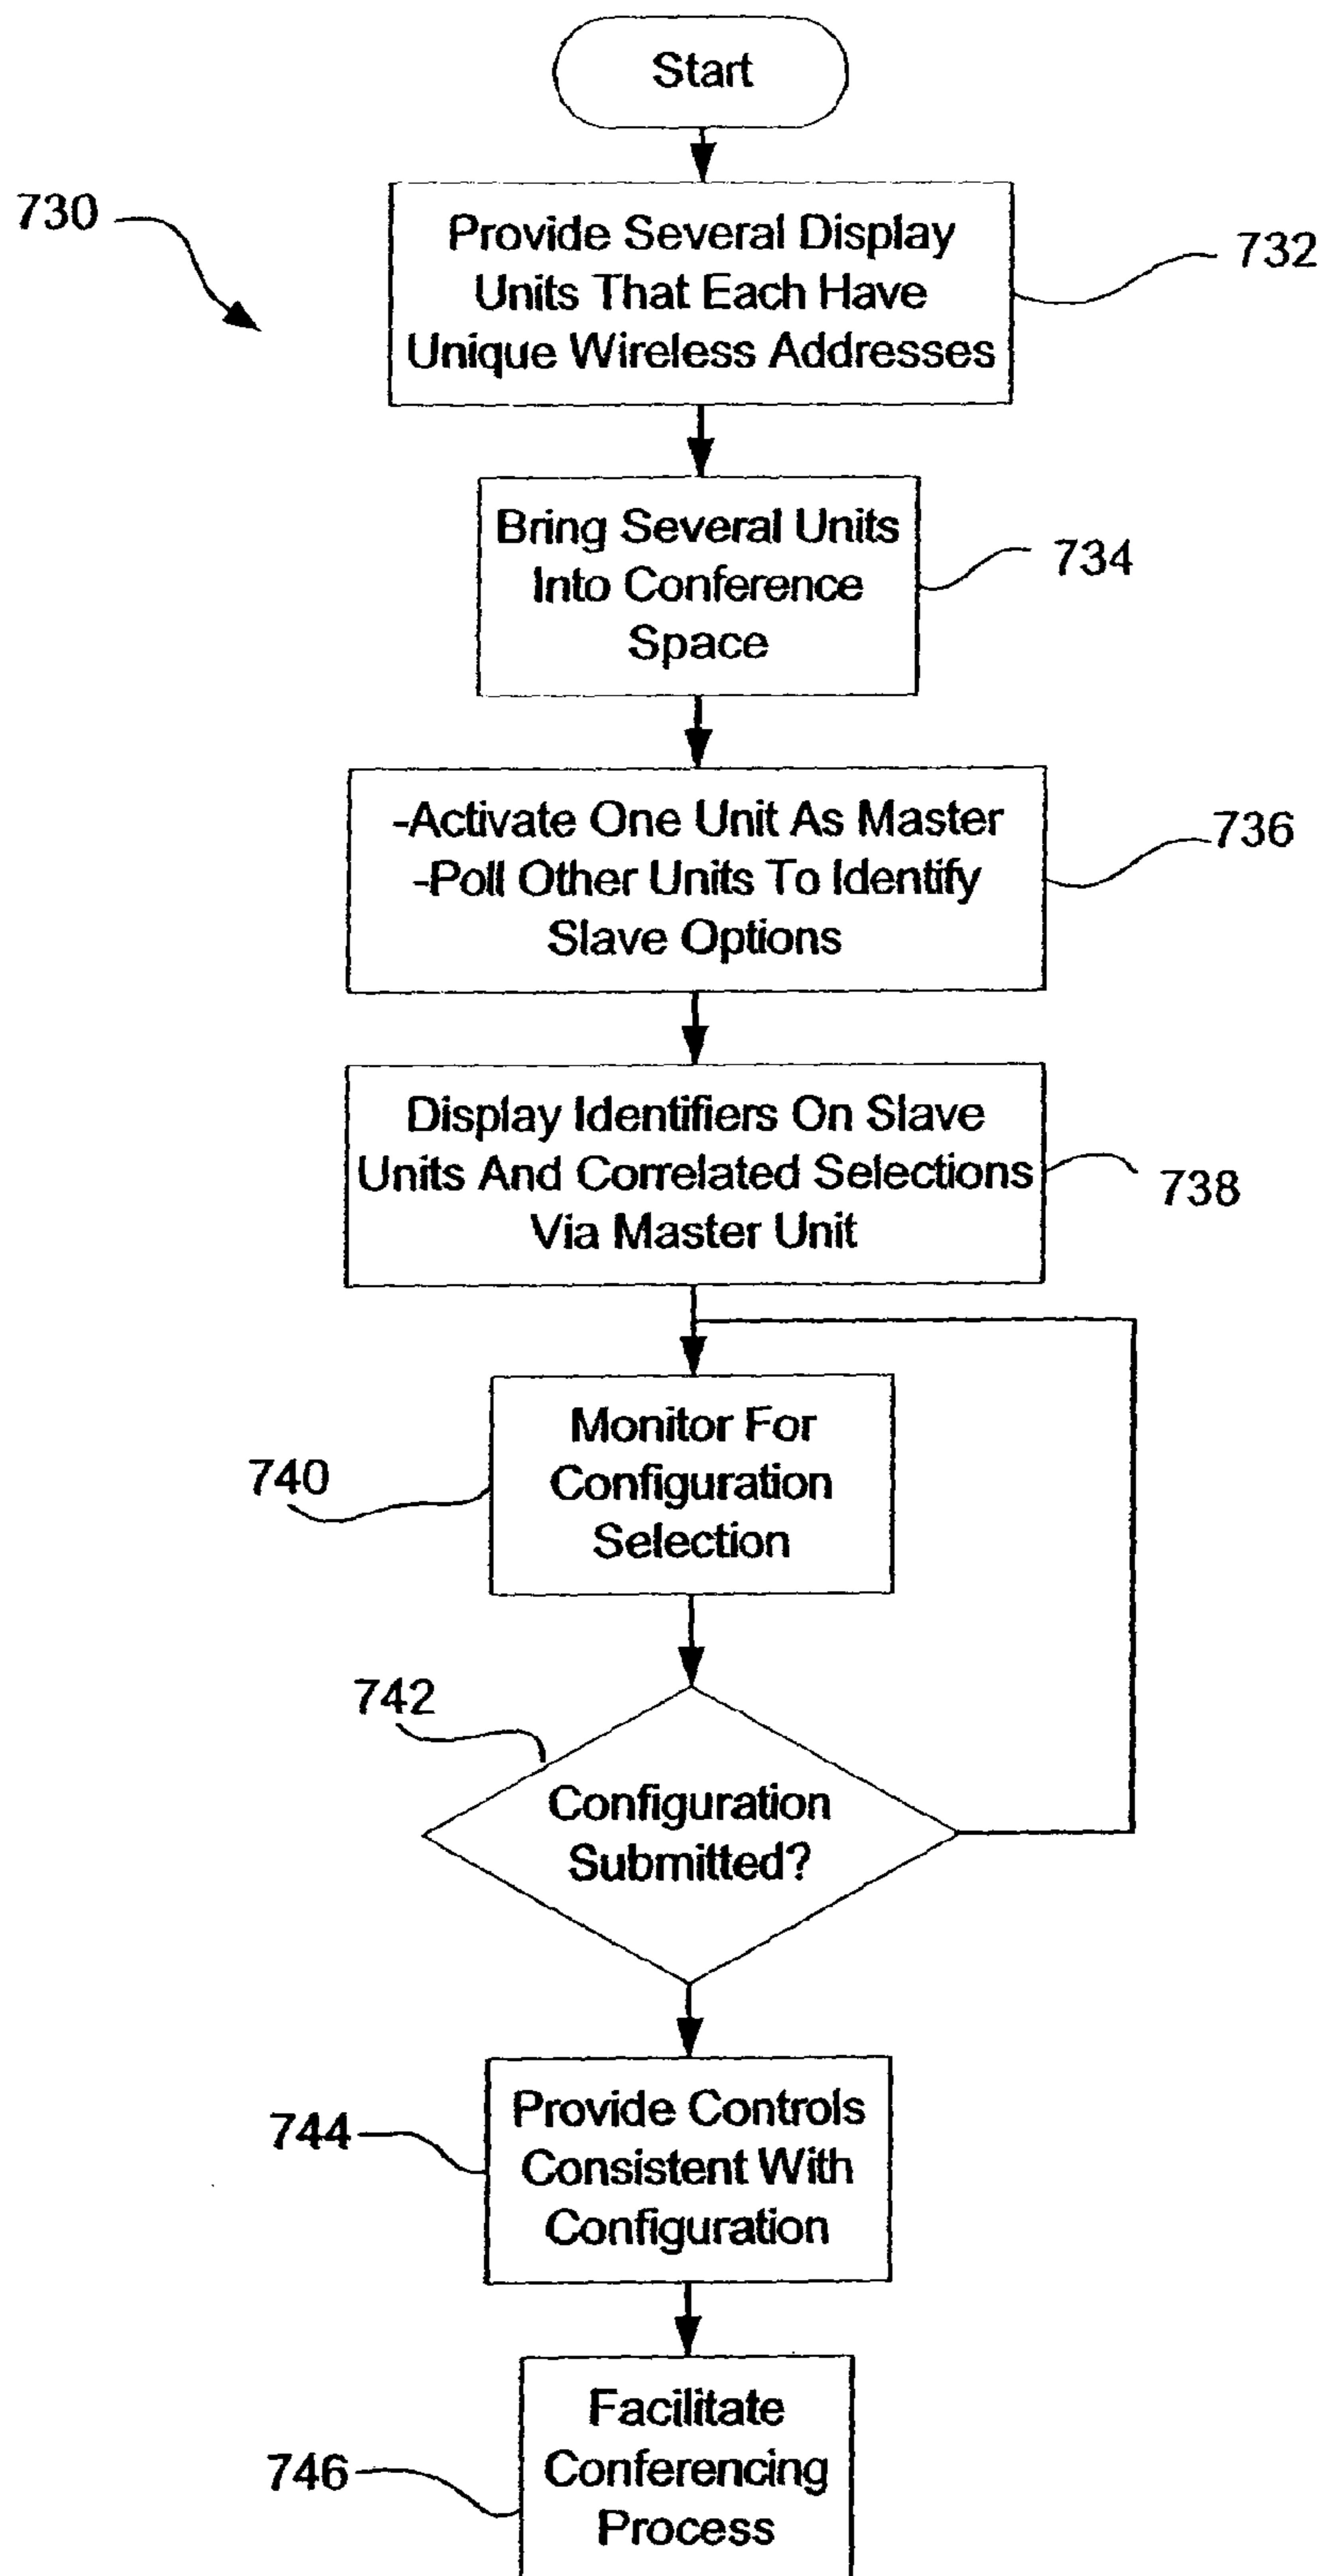 Start
730
Provide Several Display
Units That Each Have
Unique Wireless Addresses
732
Bring Several Units
Into Conference
Space
734
-Activate One Unit As Master
-Poll Other Units To Identify
Slave Options
736
Display Identifiers On Slave
Units And Correlated Selections
Via Master Unit
738
Monitor For
Configuration
Selection
740
742
Configuration
Submitted?
744
Provide Controls
Consistent With
Configuration
746
Facilitate
Conferencing
Process